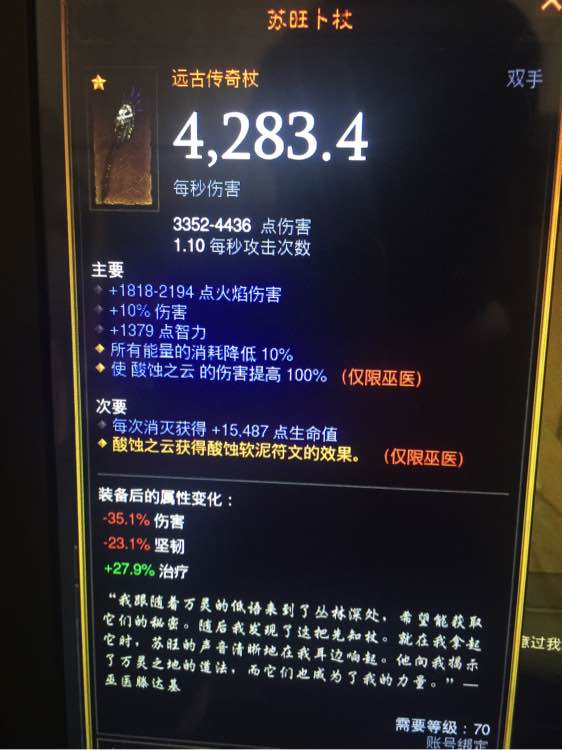 苏旺卜杖
远古传奇杖 双手
4,283.4
每秒伤害
3352-4436 点伤害
1.10 每秒攻击次数
主要
+1818-2194 点火焰伤害
+10% 伤害
+1379 点智力
所有能量的消耗降低 10%
使 酸蚀之云 的伤害提高 100% (仅限巫医)
次要
每次消灭获得 +15,487 点生命值
酸蚀之云获得酸蚀软泥符文的效果。 (仅限巫医)
装备后的属性变化：
-35.1% 伤害
-23.1% 坚韧
+27.9% 治疗
“我跟随着万灵的低语来到了丛林深处，希望能获取
它们的秘密。随后我发现了这把先知杖。就在我拿起
它时，苏旺的声音清晰地在我耳边响起。他向我揭示
了万灵之地的道法，而它们也成为了我的力量。”—
巫医滕达基
意过我
需要等级：70
账号绑定